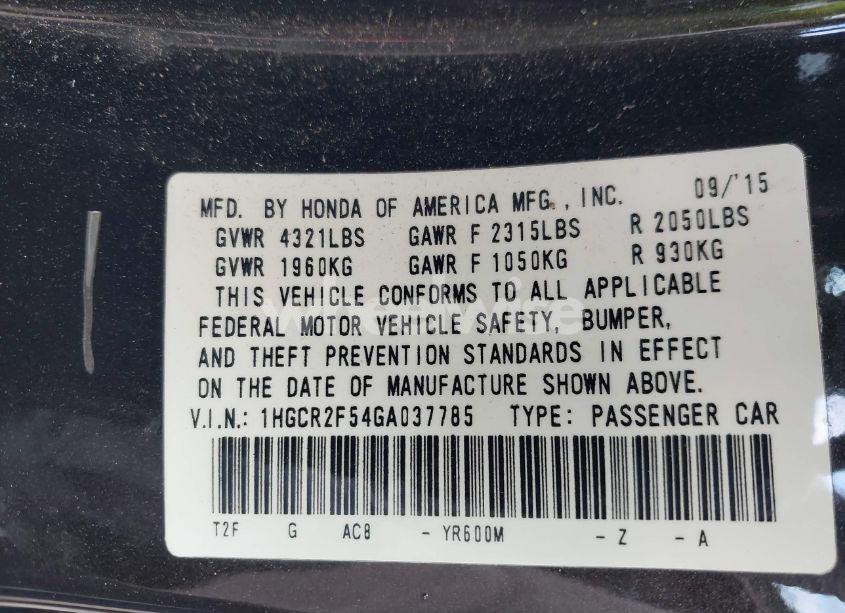 MFD. BY HONDA OF AMERICA MFG., INC. 09/'15
GVWR 4321LBS GAWR F 2315LBS R 2050LBS
GVWR 1960KG GAWR F 1050KG R 930KG
THIS VEHICLE CONFORMS TO ALL APPLICABLE
FEDERAL MOTOR VEHICLE SAFETY, BUMPER,
AND THEFT PREVENTION STANDARDS IN EFFECT
ON THE DATE OF MANUFACTURE SHOWN ABOVE.
V.I.N.: 1HGCR2F54GA037785 TYPE: PASSENGER CAR
T2F G AC8 - YR600M - Z - A